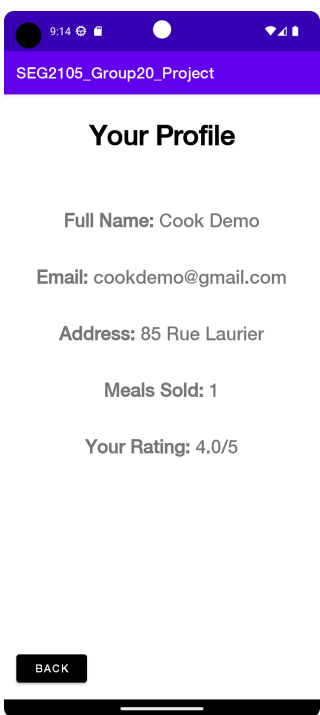 9:14
SEG2105_Group20_Project
Your Profile
Full Name: Cook Demo
Email: cookdemo@gmail.com
Address: 85 Rue Laurier
Meals Sold: 1
Your Rating: 4.0/5
BACK